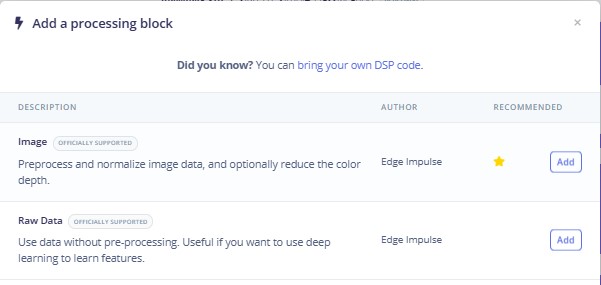 Add a processing block
×
Did you know? You can bring your own DSP code.
DESCRIPTION AUTHOR RECOMMENDED
Image OFFICIALLY SUPPORTED
Preprocess and normalize image data, and optionally reduce the color
depth.
Edge Impulse
Add
Raw Data OFFICIALLY SUPPORTED
Use data without pre-processing. Useful if you want to use deep
learning to learn features.
Edge Impulse
Add